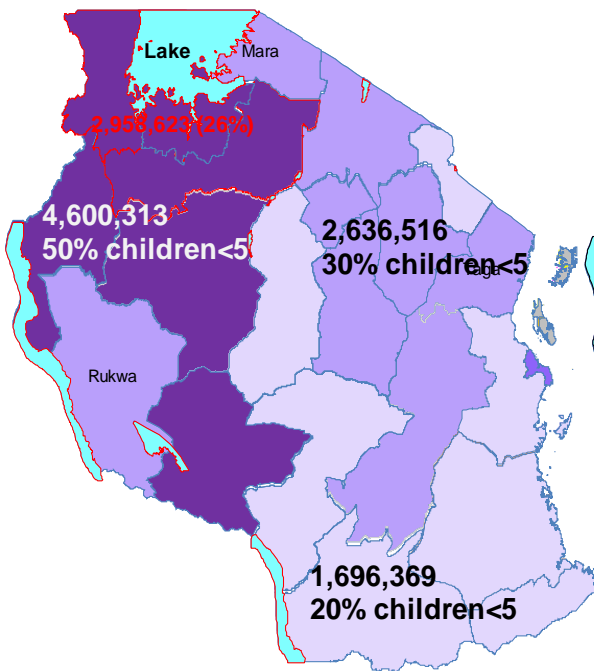 Lake
Mara
2,958,623 (26%)
4,600,313
50% children<5
2,636,516
30% children<5
Taga
Rukwa
1,696,369
20% children<5